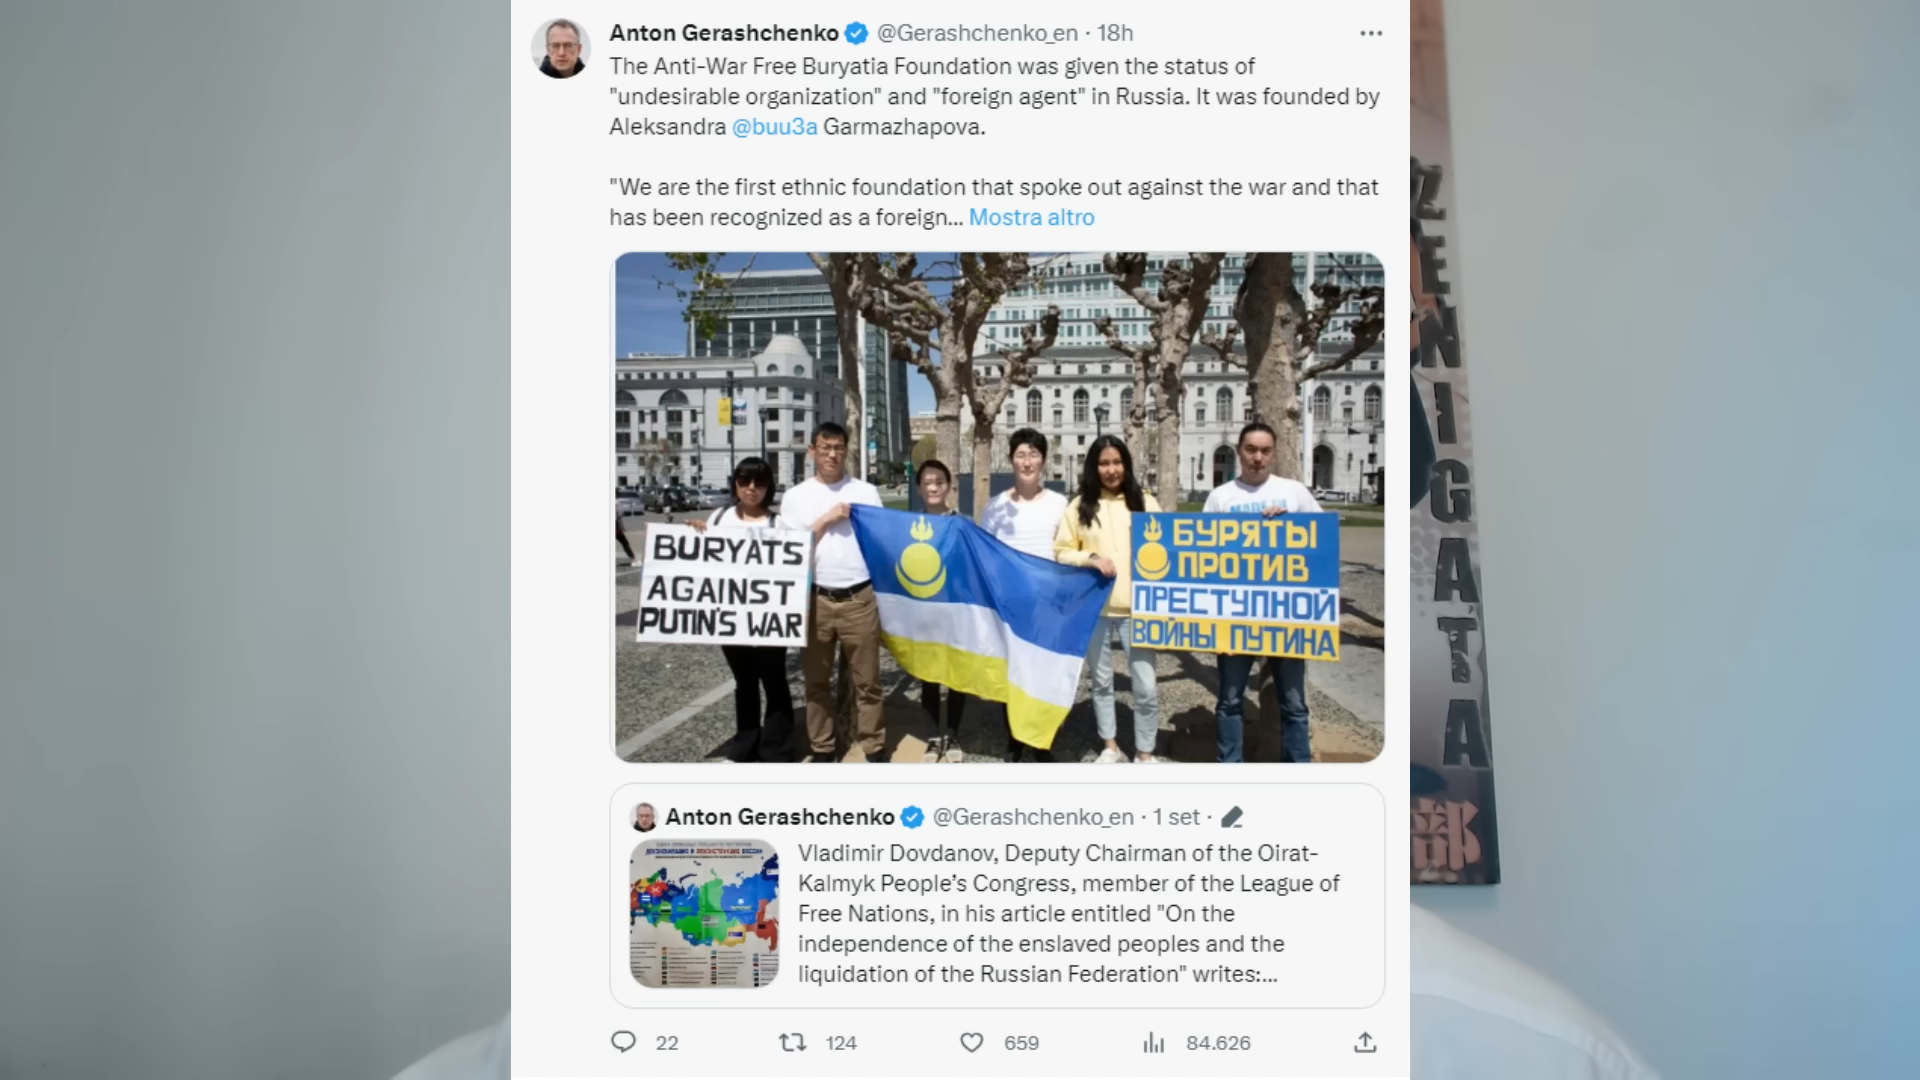 Anton Gerashchenko @Gerashchenko_en · 18h
The Anti-War Free Buryatia Foundation was given the status of
"undesirable organization" and "foreign agent" in Russia. It was founded by
Aleksandra @buu3a Garmazhapova.
"We are the first ethnic foundation that spoke out against the war and that
has been recognized as a foreign... Mostra altro
BURYATS
AGAINST
PUTIN'S WAR
БУРЯТЫ
ПРОТИВ
ПРЕСТУПНОЙ
ВОЙНЫ ПУТИНА
Anton Gerashchenko @Gerashchenko_en · 1 set ·
Vladimir Dovdanov, Deputy Chairman of the Oirat-
Kalmyk People's Congress, member of the League of
Free Nations, in his article entitled "On the
independence of the enslaved peoples and the
liquidation of the Russian Federation" writes:...
22 124 659 84.626
ZENIGATA
部